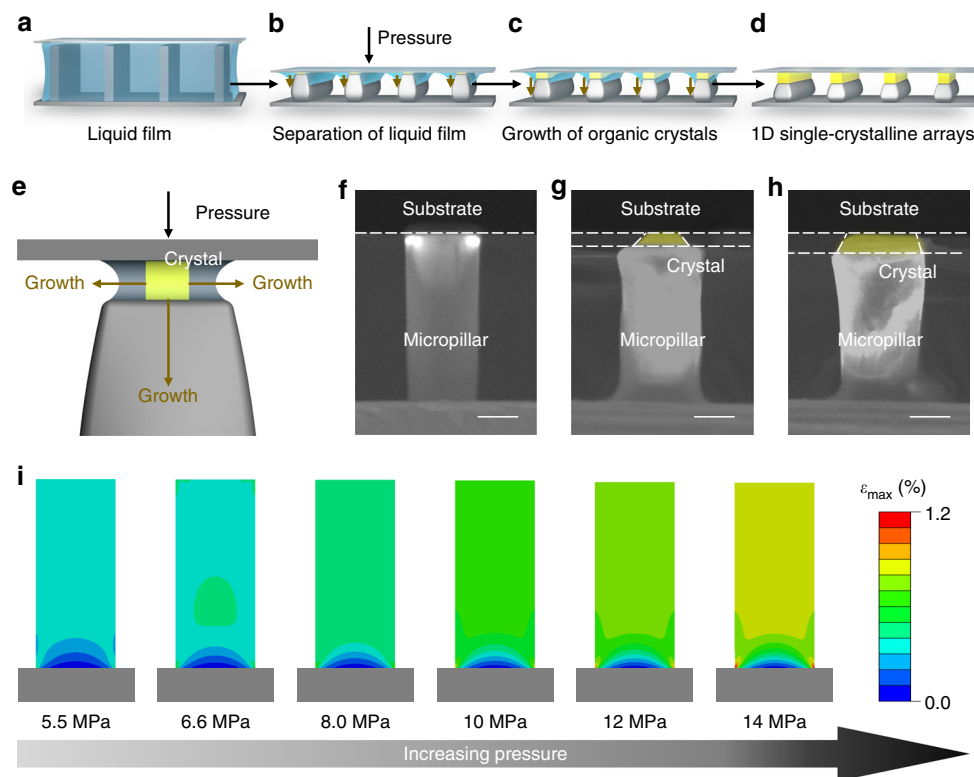 a
b
c
d
Pressure
Liquid film
Separation of liquid film
Growth of organic crystals
1D single-crystalline arrays
e
Pressure
Crystal
Growth
Growth
Growth
f
Substrate
Micropillar
g
Substrate
Crystal
Micropillar
h
Substrate
Crystal
Micropillar
i
εmax (%)
1.2
0.0
5.5 MPa
6.6 MPa
8.0 MPa
10 MPa
12 MPa
14 MPa
Increasing pressure